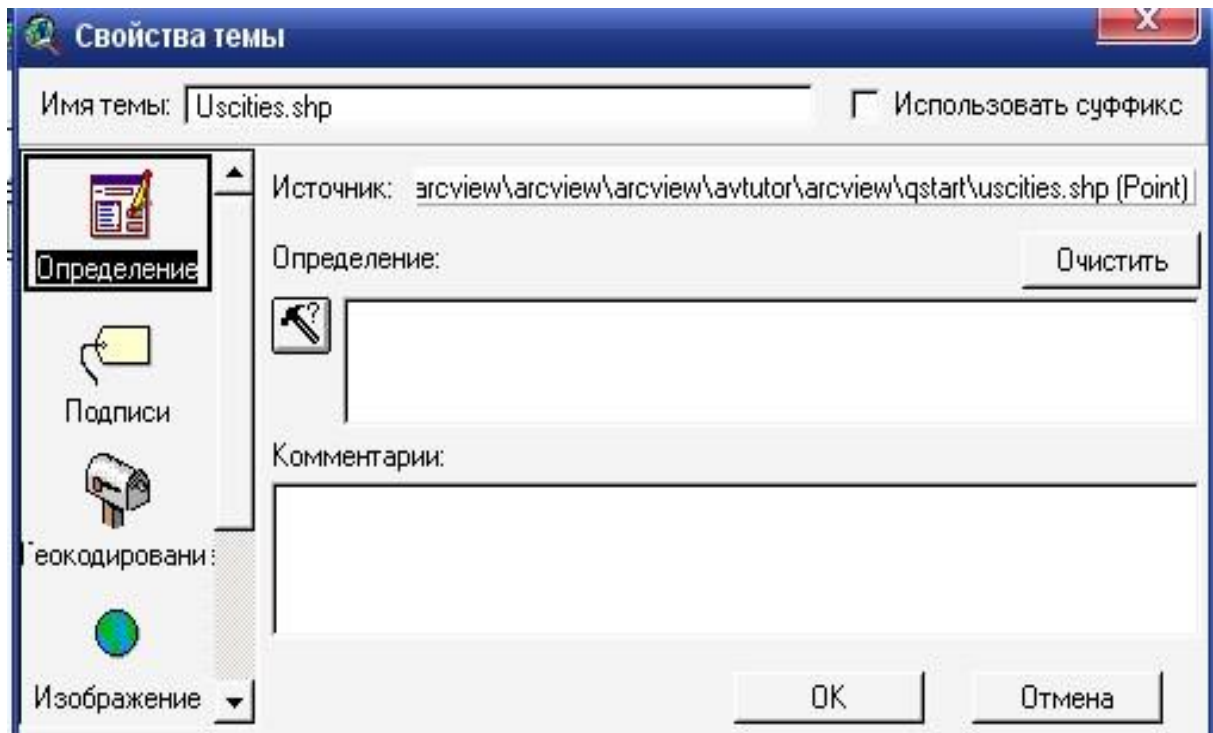 Свойства темы
Имя темы: Uscities.shp
Использовать суффикс
Определение
Подписи
Геокодировани
Изображение
Источник: arcview\arcview\arcview\avtutor\arcview\qstart\uscities.shp (Point)
Определение:
Очистить
Комментарии:
OK
Отмена